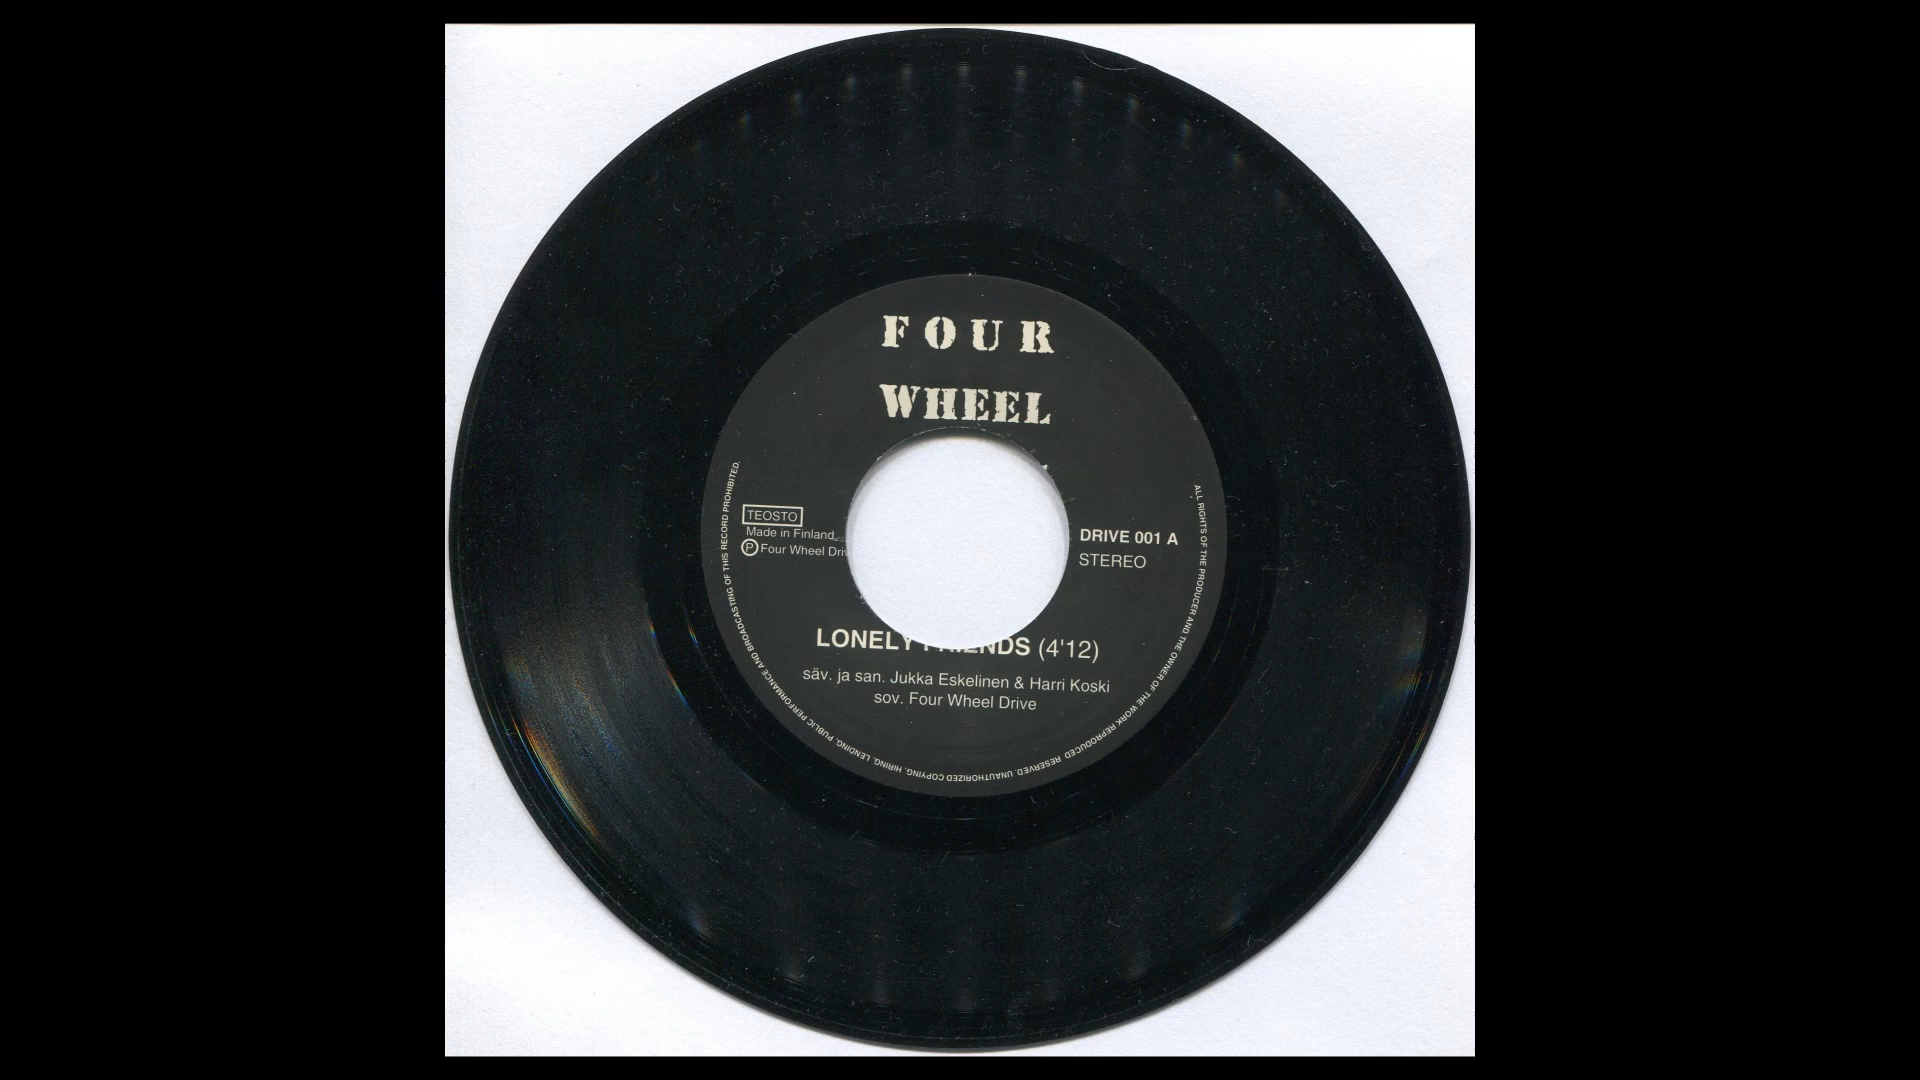 FOUR
WHEEL
TEOSTO
Made in Finland
Ⓟ Four Wheel Driv
DRIVE 001 A
STEREO
LONELY FRIENDS (4'12)
säv. ja san. Jukka Eskelinen & Harri Koski
sov. Four Wheel Drive
ALL RIGHTS OF THE PRODUCER AND THE OWNER OF THE WORK REPRODUCED RESERVED. UNAUTHORIZED COPYING, HIRING, LENDING, PUBLIC PERFORMANCE AND BROADCASTING OF THIS RECORD PROHIBITED.